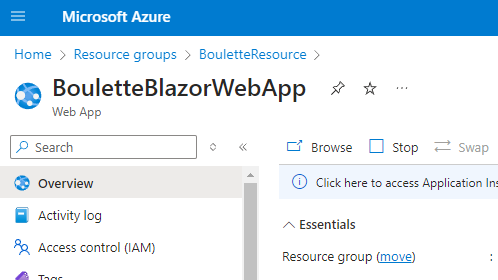 Microsoft Azure
Home > Resource groups > BouletteResource >
BouletteBlazorWebApp
Web App
Search
Browse Stop Swap
Overview
Click here to access Application Ins
Activity log
Essentials
Access control (IAM)
Resource group (move) :
Tags